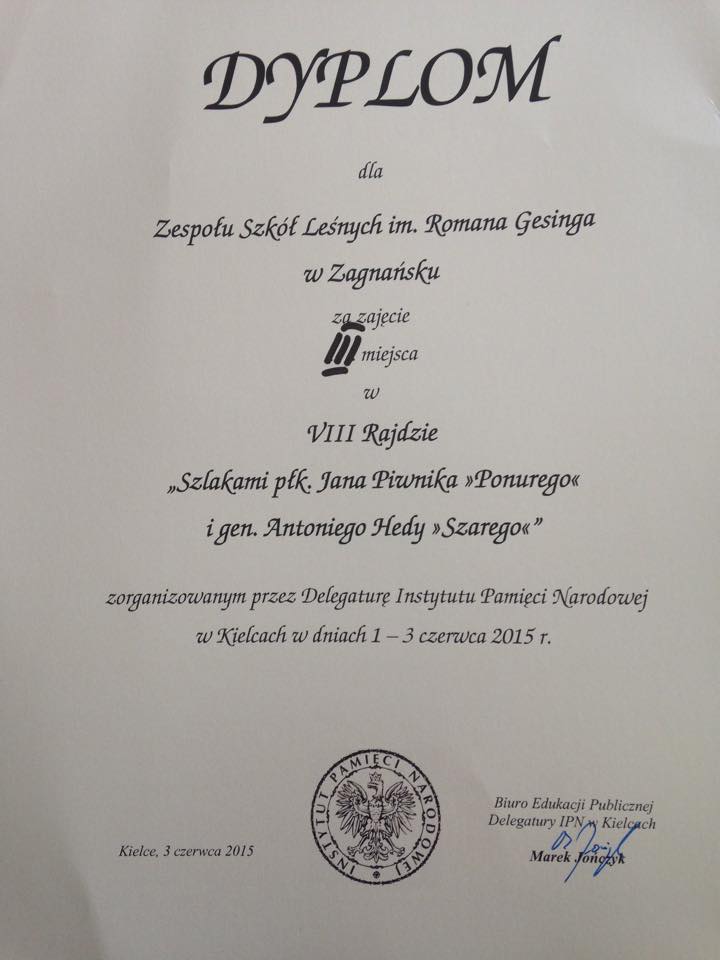 DYPLOM
dla
Zespołu Szkół Leśnych im. Romana Gesinga
w Zagnańsku
za zajęcie
III miejsca
w
VIII Rajdzie
„Szlakami płk. Jana Piwnika »Ponurego«
i gen. Antoniego Hedy »Szarego«”
zorganizowanym przez Delegaturę Instytutu Pamięci Narodowej
w Kielcach w dniach 1 – 3 czerwca 2015 r.
INSTYTUT PAMIĘCI NARODOWEJ
Biuro Edukacji Publicznej
Delegatury IPN w Kielcach
Marek Jończyk
Kielce, 3 czerwca 2015